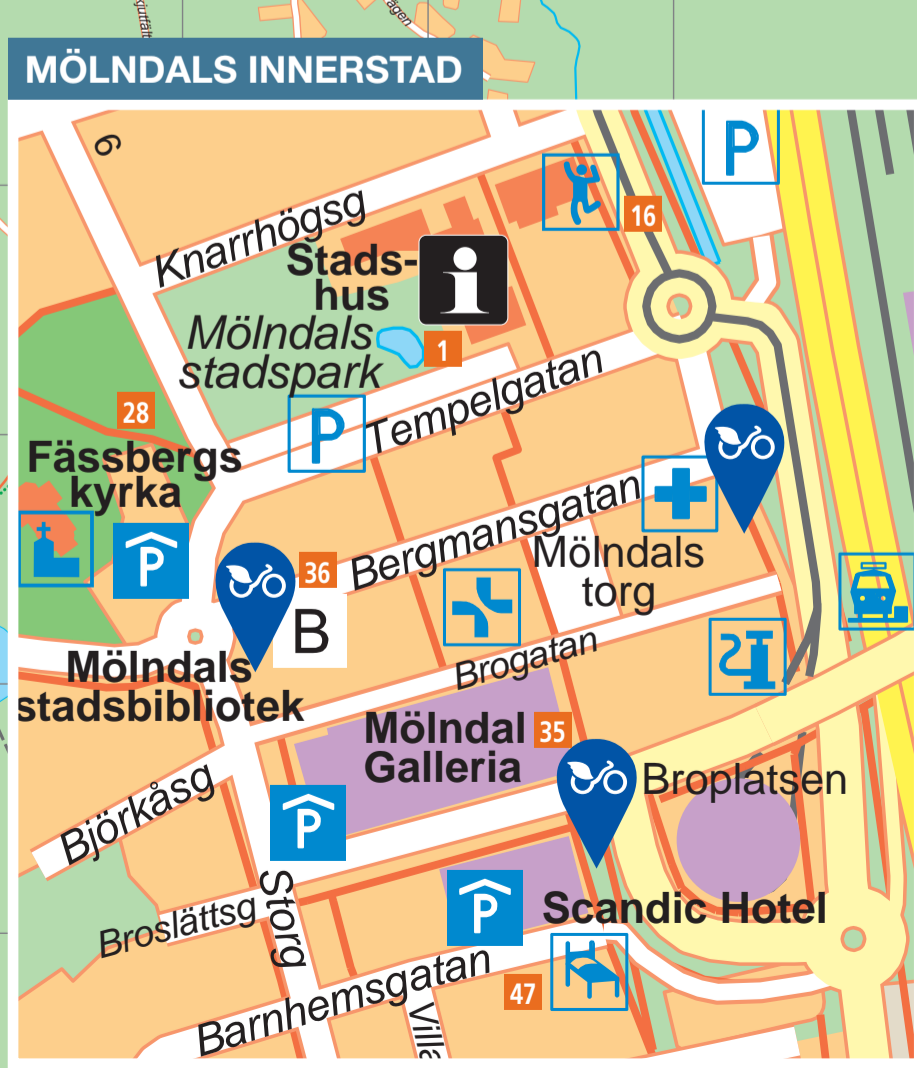 ägen
MÖLNDALS INNERSTAD
6
P
Knarrhögsg
16
Stads-
hus
i
Mölndals
stadspark
1
28
P
Tempelgatan
Fässbergs
kyrka
P
36
Bergmansgatan
B
Mölndals
torg
Brogatan
Mölndals
stadsbibliotek
Mölndal
Galleria
35
Broplatsen
Björkåsg
P
Storg
Broslättsg
P
Scandic Hotel
Barnhemsgatan
47
Villa